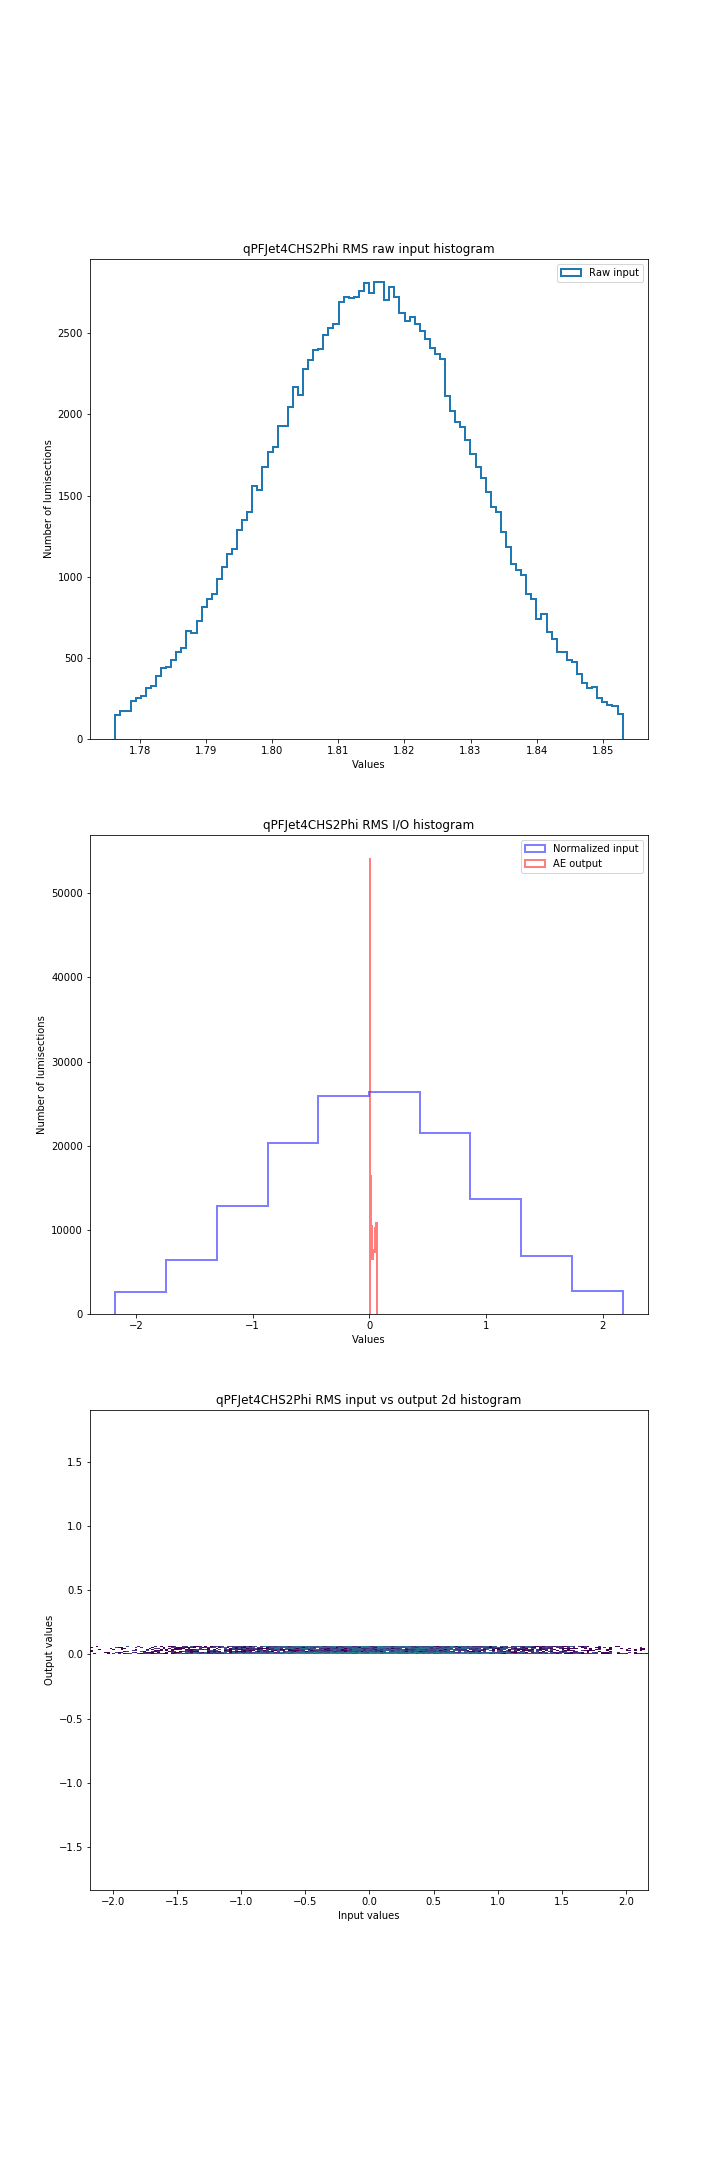 qPFJet4CHS2Phi RMS raw input histogram
Raw input
Number of lumisections
2500
2000
1500
1000
500
0
1.78 1.79 1.80 1.81 1.82 1.83 1.84 1.85
Values
qPFJet4CHS2Phi RMS I/O histogram
Normalized input
AE output
Number of lumisections
50000
40000
30000
20000
10000
0
−2 −1 0 1 2
Values
qPFJet4CHS2Phi RMS input vs output 2d histogram
Output values
1.5
1.0
0.5
0.0
−0.5
−1.0
−1.5
−2.0 −1.5 −1.0 −0.5 0.0 0.5 1.0 1.5 2.0
Input values